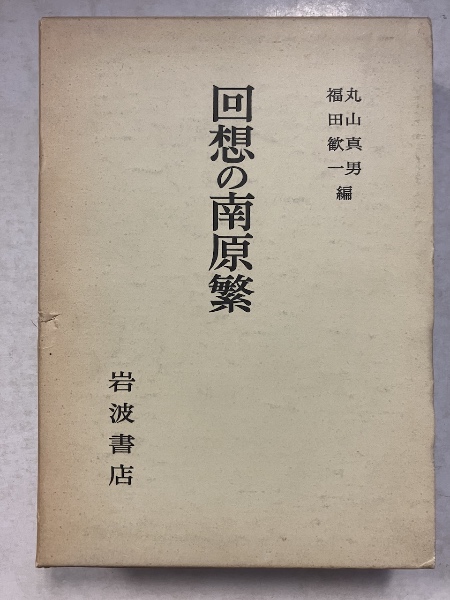 丸山真男
福田歓一編
回想の南原繁
岩波書店